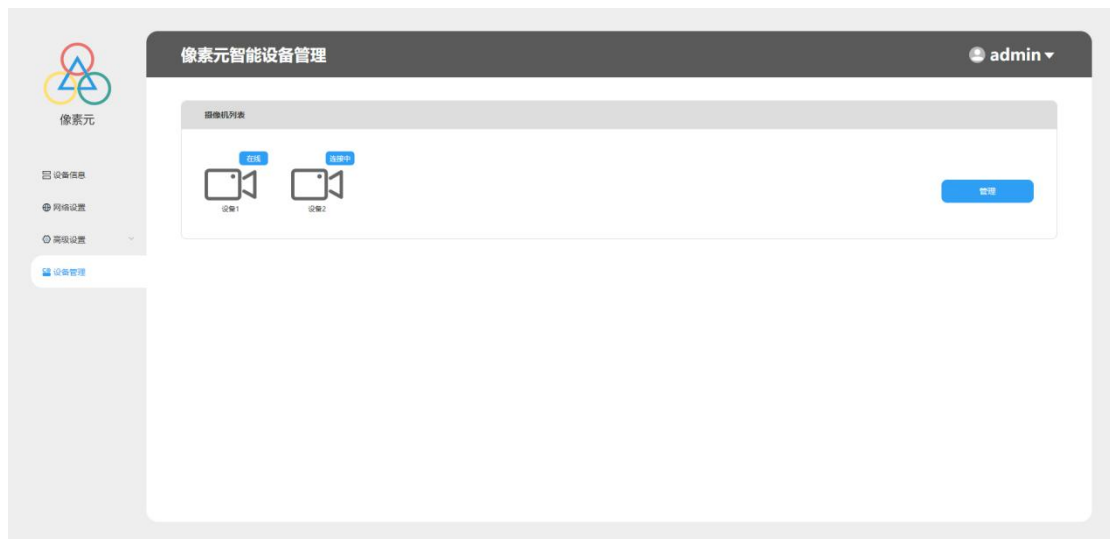 像素元智能设备管理
admin
像素元
摄像机列表
在线
连接中
设备1
设备2
管理
设备信息
网络设置
高级设置
设备管理